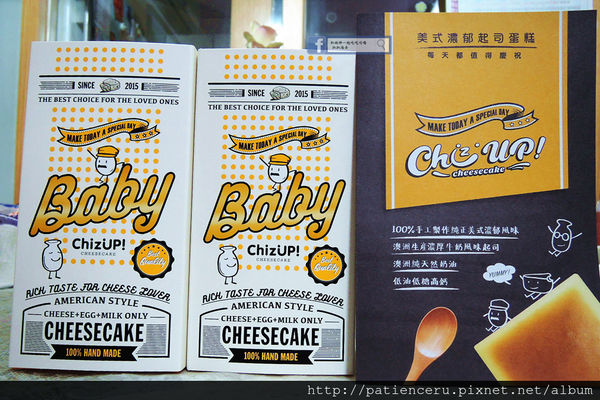 SINCE 2015
THE BEST CHOICE FOR THE LOVED ONES
MAKE TODAY A SPECIAL DAY
Baby
ChizUP!
CHEESECAKE
Best Quality
RICH TASTE FOR CHEESE LOVER
AMERICAN STYLE
CHEESE+EGG+MILK ONLY
CHEESECAKE
100% HAND MADE
SINCE 2015
THE BEST CHOICE FOR THE LOVED ONES
MAKE TODAY A SPECIAL DAY
Baby
ChizUP!
CHEESECAKE
Best Quality
RICH TASTE FOR CHEESE LOVER
AMERICAN STYLE
CHEESE+EGG+MILK ONLY
CHEESECAKE
100% HAND MADE
美式濃郁起司蛋糕
每天都值得慶祝
MAKE TODAY A SPECIAL DAY
Chiz UP!
cheesecake
100%手工製作純正美式濃郁風味
澳洲生產濃厚牛奶風味起司
澳洲純天然奶油
低油低糖高奶
YUMMY!
http://patienceru.pixnet.net/album